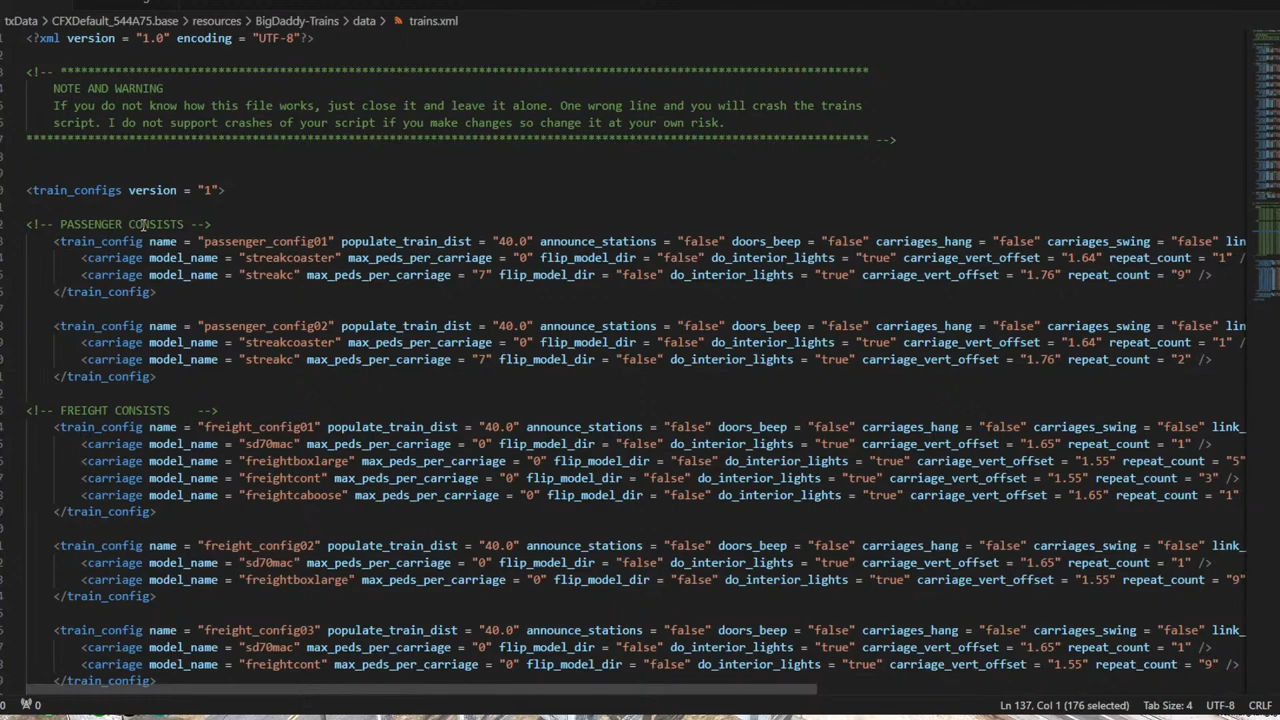 txData > CFXDefault_544A75.base > resources > BigDaddy-Trains > data > trains.xml
<?xml version = "1.0" encoding = "UTF-8"?>
<!-- ************************************************************************************************************************
NOTE AND WARNING
If you do not know how this file works, just close it and leave it alone. One wrong line and you will crash the trains
script. I do not support crashes of your script if you make changes so change it at your own risk.
***************************************************************************************************************************** -->
<train_configs version = "1">
<!-- PASSENGER CONSISTS -->
<train_config name = "passenger_config01" populate_train_dist = "40.0" announce_stations = "false" doors_beep = "false" carriages_hang = "false" carriages_swing = "false" link
<carriage model_name = "streakcoaster" max_peds_per_carriage = "0" flip_model_dir = "false" do_interior_lights = "true" carriage_vert_offset = "1.64" repeat_count = "1" /
<carriage model_name = "streakc" max_peds_per_carriage = "7" flip_model_dir = "false" do_interior_lights = "true" carriage_vert_offset = "1.76" repeat_count = "9" />
</train_config>
<train_config name = "passenger_config02" populate_train_dist = "40.0" announce_stations = "false" doors_beep = "false" carriages_hang = "false" carriages_swing = "false" link
<carriage model_name = "streakcoaster" max_peds_per_carriage = "0" flip_model_dir = "false" do_interior_lights = "true" carriage_vert_offset = "1.64" repeat_count = "1" /
<carriage model_name = "streakc" max_peds_per_carriage = "7" flip_model_dir = "false" do_interior_lights = "true" carriage_vert_offset = "1.76" repeat_count = "2" />
</train_config>
<!-- FREIGHT CONSISTS    -->
<train_config name = "freight_config01" populate_train_dist = "40.0" announce_stations = "false" doors_beep = "false" carriages_hang = "false" carriages_swing = "false" link_
<carriage model_name = "sd70mac" max_peds_per_carriage = "0" flip_model_dir = "false" do_interior_lights = "true" carriage_vert_offset = "1.65" repeat_count = "1" />
<carriage model_name = "freightboxlarge" max_peds_per_carriage = "0" flip_model_dir = "false" do_interior_lights = "true" carriage_vert_offset = "1.55" repeat_count = "5"
<carriage model_name = "freightcont" max_peds_per_carriage = "0" flip_model_dir = "false" do_interior_lights = "true" carriage_vert_offset = "1.55" repeat_count = "3" />
<carriage model_name = "freightcaboose" max_peds_per_carriage = "0" flip_model_dir = "false" do_interior_lights = "true" carriage_vert_offset = "1.65" repeat_count = "1"
</train_config>
<train_config name = "freight_config02" populate_train_dist = "40.0" announce_stations = "false" doors_beep = "false" carriages_hang = "false" carriages_swing = "false" link_
<carriage model_name = "sd70mac" max_peds_per_carriage = "0" flip_model_dir = "false" do_interior_lights = "true" carriage_vert_offset = "1.65" repeat_count = "1" />
<carriage model_name = "freightboxlarge" max_peds_per_carriage = "0" flip_model_dir = "false" do_interior_lights = "true" carriage_vert_offset = "1.55" repeat_count = "9"
</train_config>
<train_config name = "freight_config03" populate_train_dist = "40.0" announce_stations = "false" doors_beep = "false" carriages_hang = "false" carriages_swing = "false" link_
<carriage model_name = "sd70mac" max_peds_per_carriage = "0" flip_model_dir = "false" do_interior_lights = "true" carriage_vert_offset = "1.65" repeat_count = "1" />
<carriage model_name = "freightcont" max_peds_per_carriage = "0" flip_model_dir = "false" do_interior_lights = "true" carriage_vert_offset = "1.55" repeat_count = "9" />
</train_config>
0 0 Ln 137, Col 1 (176 selected) Tab Size: 4 UTF-8 CRLF